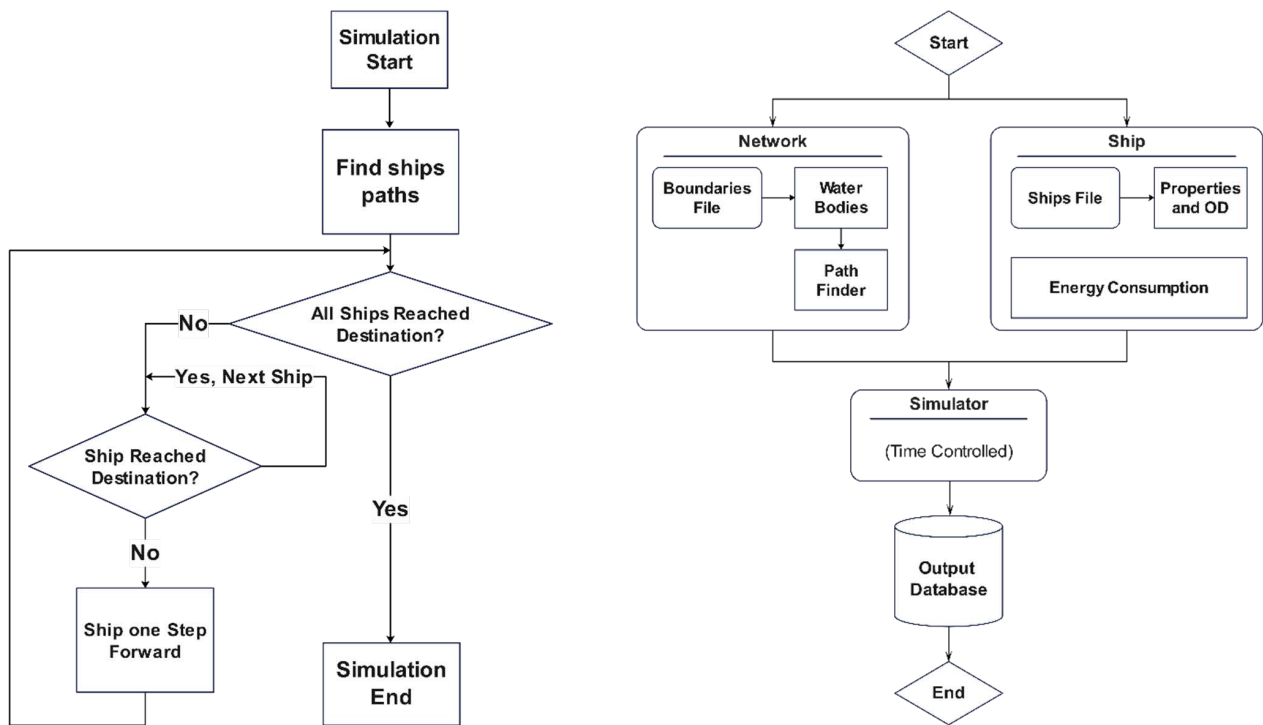 Simulation
Start
Find ships
paths
All Ships Reached
Destination?
No
Yes, Next Ship
Ship Reached
Destination?
No
Yes
Ship one Step
Forward
Simulation
End
Start
Network
Boundaries
File
Water
Bodies
Path
Finder
Ship
Ships File
Properties
and OD
Energy Consumption
Simulator
(Time Controlled)
Output
Database
End